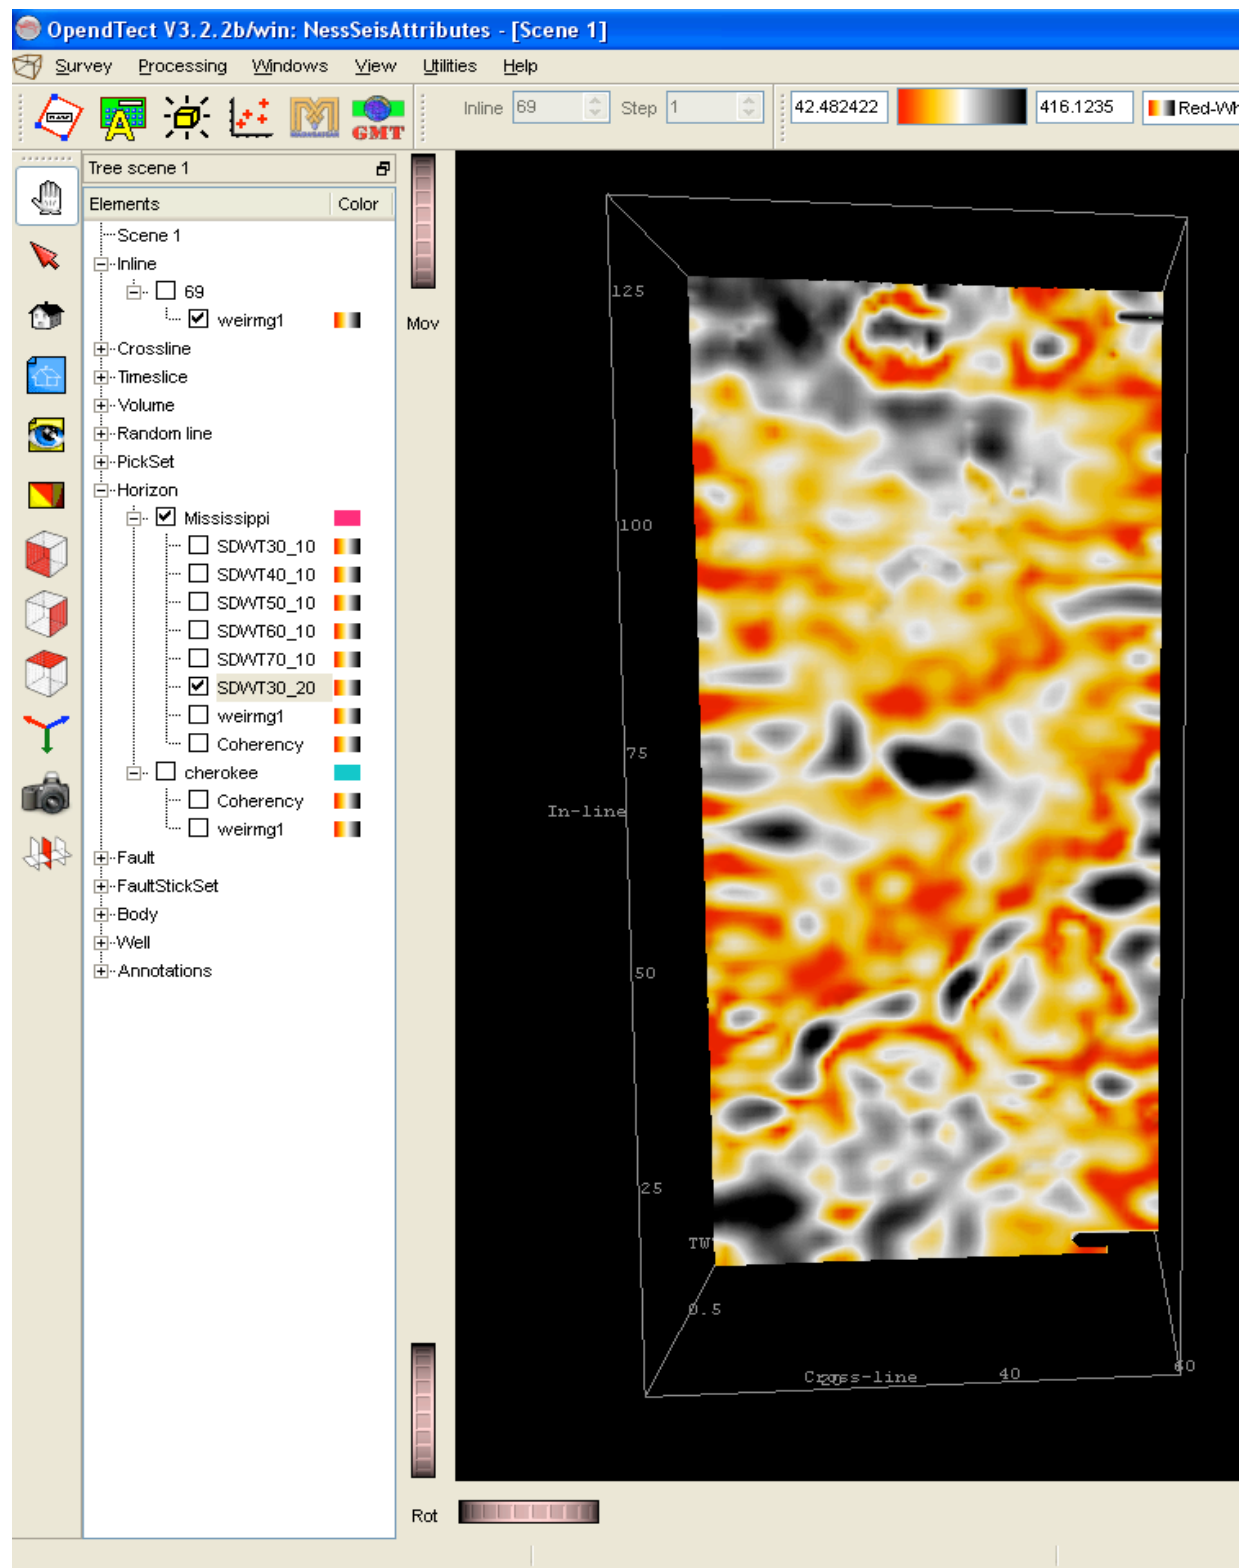 OpendTect V3.2.2b/win: NessSeisAttributes - [Scene 1]
Survey Processing Windows View Utilities Help
Inline 69 Step 1 42.482422 416.1235 Red-Wh
GMT
Tree scene 1
Elements Color
Scene 1
Inline
69
weirmg1
Mov
Crossline
Timeslice
Volume
Random line
PickSet
Horizon
Mississippi
SDWT30_10
SDWT40_10
SDWT50_10
SDWT60_10
SDWT70_10
SDWT30_20
weirmg1
Coherency
cherokee
Coherency
weirmg1
Fault
FaultStickSet
Body
Well
Annotations
125
100
75
In-line
50
25
TW
0.5
Cross-line
20
40
60
Rot